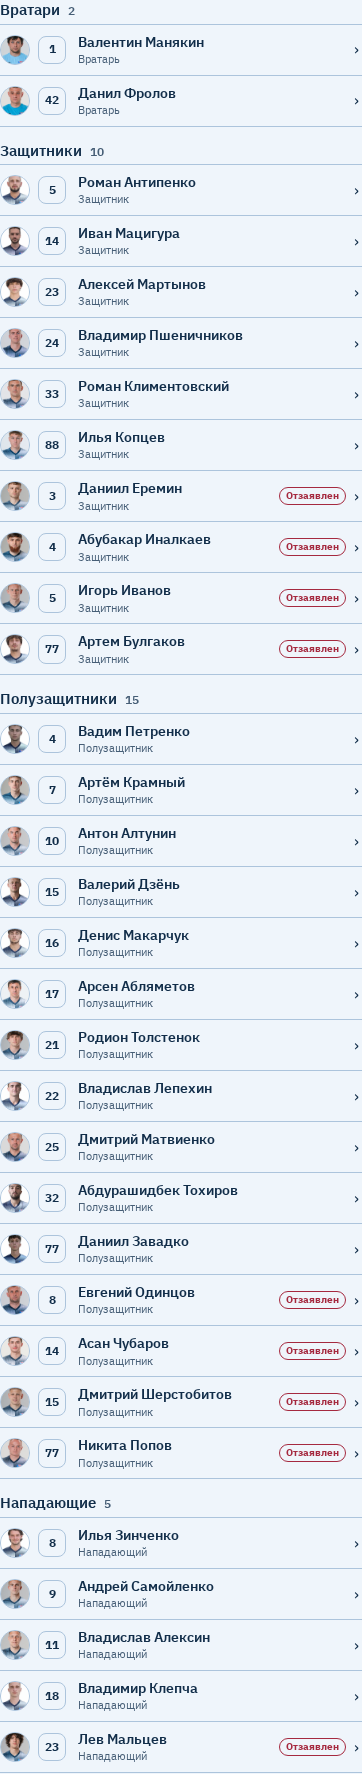 Вратари 2
1 Валентин Манякин
Вратарь
42 Данил Фролов
Вратарь
Защитники 10
5 Роман Антипенко
Защитник
14 Иван Мацигура
Защитник
23 Алексей Мартынов
Защитник
24 Владимир Пшеничников
Защитник
33 Роман Климентовский
Защитник
88 Илья Копцев
Защитник
3 Даниил Еремин Отзаявлен
Защитник
4 Абубакар Иналкаев Отзаявлен
Защитник
5 Игорь Иванов Отзаявлен
Защитник
77 Артем Булгаков Отзаявлен
Защитник
Полузащитники 15
4 Вадим Петренко
Полузащитник
7 Артём Крамный
Полузащитник
10 Антон Алтунин
Полузащитник
15 Валерий Дзёнь
Полузащитник
16 Денис Макарчук
Полузащитник
17 Арсен Абляметов
Полузащитник
21 Родион Толстенок
Полузащитник
22 Владислав Лепехин
Полузащитник
25 Дмитрий Матвиенко
Полузащитник
32 Абдурашидбек Тохиров
Полузащитник
77 Даниил Завадко
Полузащитник
8 Евгений Одинцов Отзаявлен
Полузащитник
14 Асан Чубаров Отзаявлен
Полузащитник
15 Дмитрий Шерстобитов Отзаявлен
Полузащитник
77 Никита Попов Отзаявлен
Полузащитник
Нападающие 5
8 Илья Зинченко
Нападающий
9 Андрей Самойленко
Нападающий
11 Владислав Алексин
Нападающий
18 Владимир Клепча
Нападающий
23 Лев Мальцев Отзаявлен
Нападающий